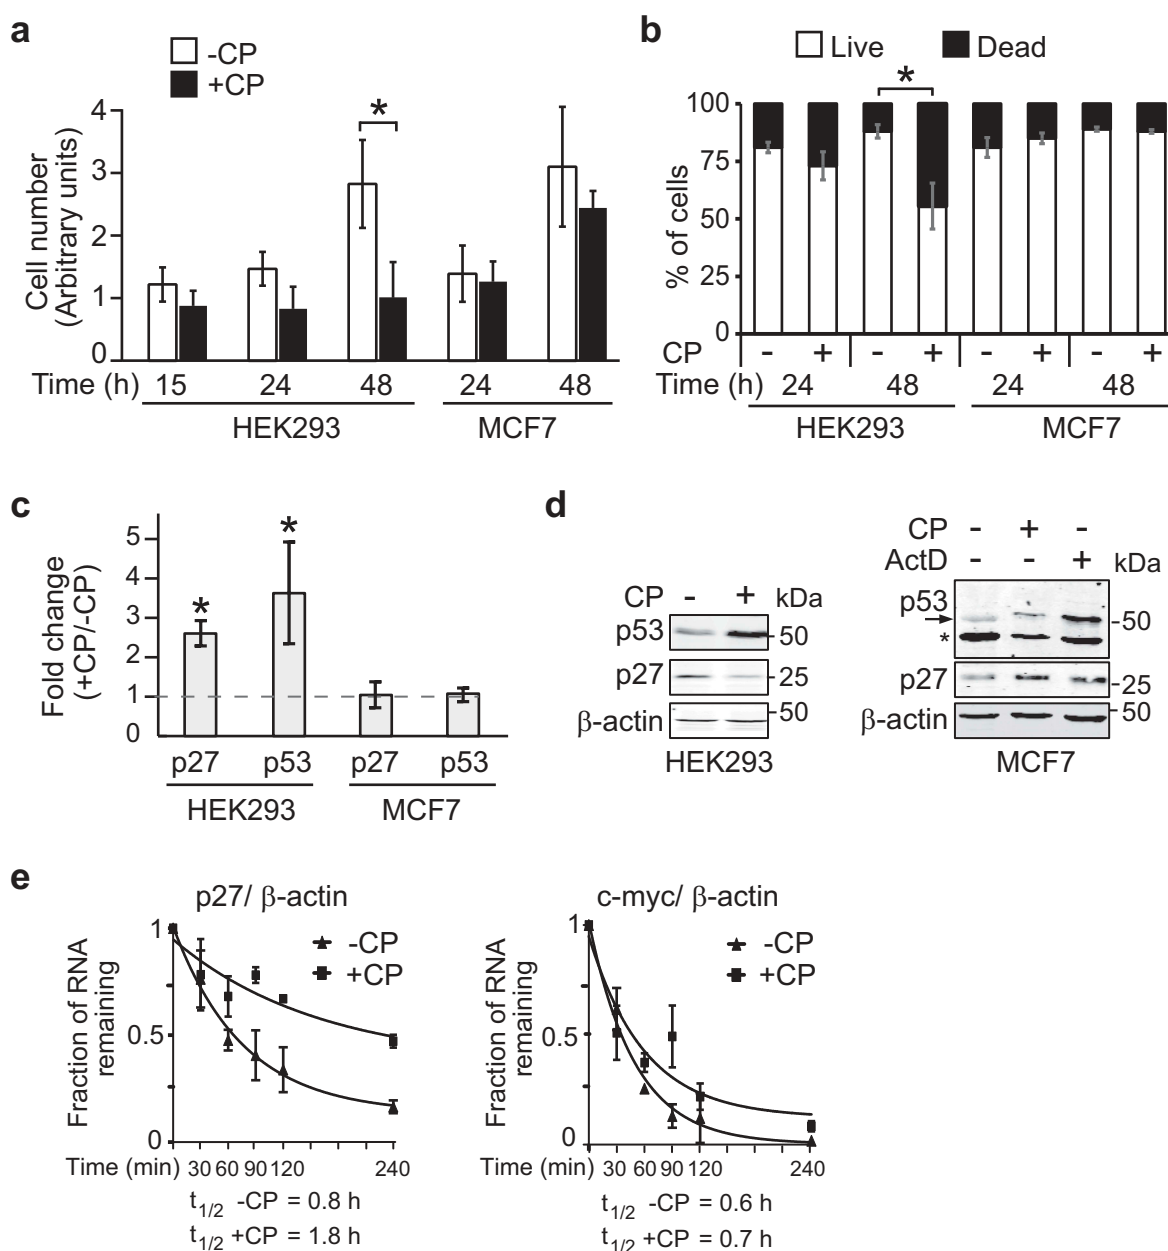 a
-CP
+CP
*
Cell number
(Arbitrary units)
4
3
2
1
0
Time (h) 15 24 48 24 48
HEK293 MCF7
b
Live Dead
*
% of cells
100
75
50
25
0
CP - + - + - + - +
Time (h) 24 48 24 48
HEK293 MCF7
c
Fold change
(+CP/-CP)
5
4
3
2
1
0
* *
p27 p53 p27 p53
HEK293 MCF7
d
CP - + kDa
p53 50
p27 25
β-actin 50
HEK293
CP - + -
ActD - - + kDa
p53 -50
*
p27 -25
β-actin -50
MCF7
e
p27/ β-actin
-CP
+CP
Fraction of RNA
remaining
1
0.5
0
Time (min) 30 60 90 120 240
t1/2 -CP = 0.8 h
t1/2 +CP = 1.8 h
c-myc/ β-actin
-CP
+CP
Fraction of RNA
remaining
1
0.5
0
Time (min) 30 60 90 120 240
t1/2 -CP = 0.6 h
t1/2 +CP = 0.7 h